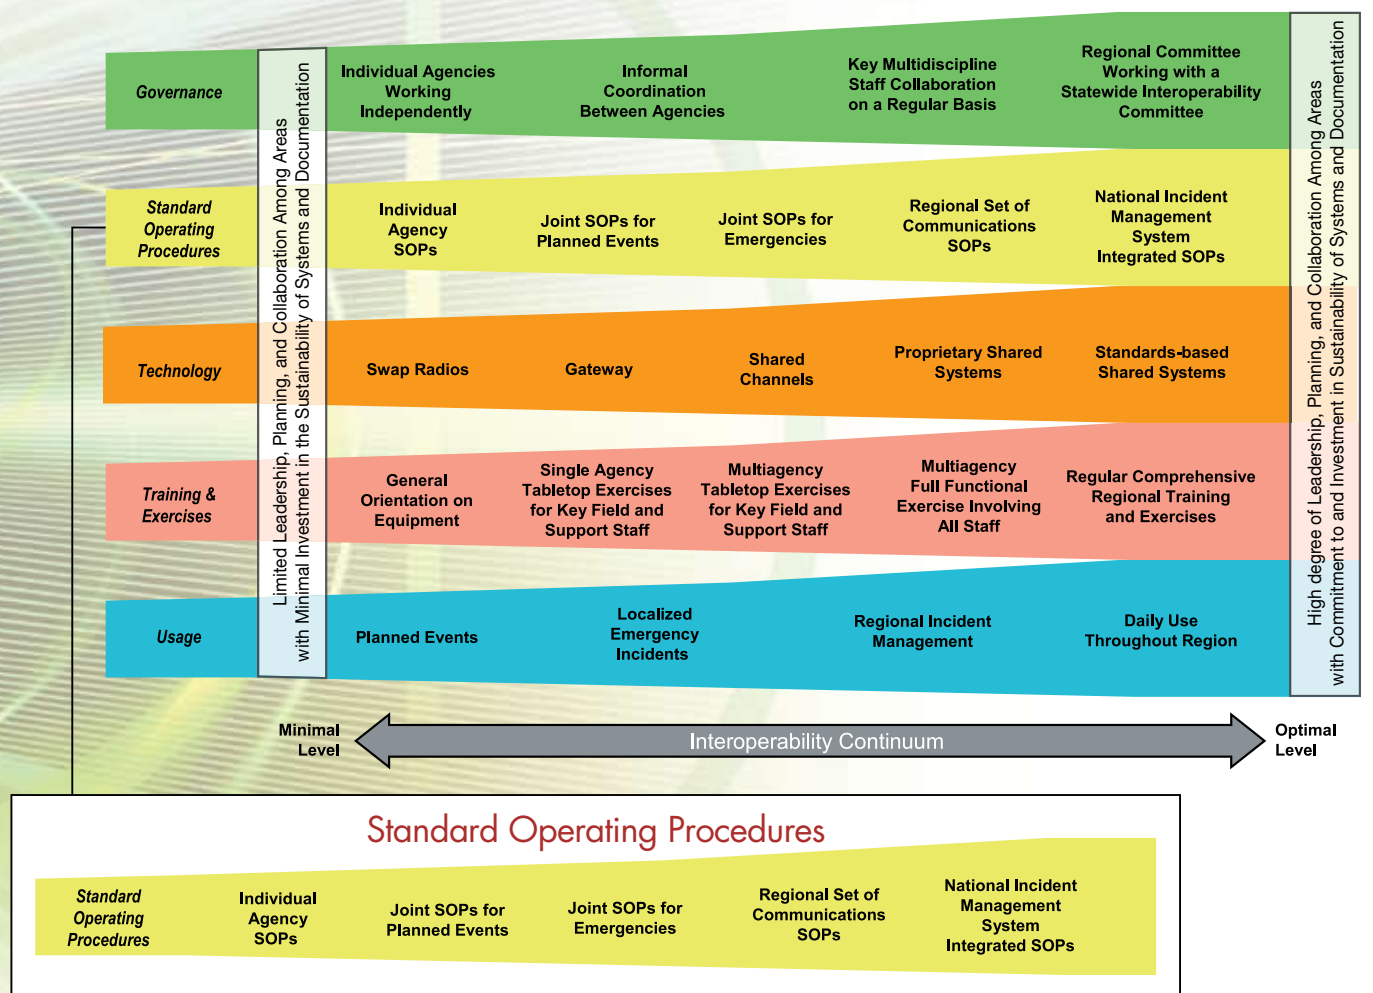 Governance
Individual Agencies
Working
Independently
Informal
Coordination
Between Agencies
Key Multidiscipline
Staff Collaboration
on a Regular Basis
Regional Committee
Working with a
Statewide Interoperability
Committee
Standard
Operating
Procedures
Individual
Agency
SOPs
Joint SOPs for
Planned Events
Joint SOPs for
Emergencies
Regional Set of
Communications
SOPs
National Incident
Management
System
Integrated SOPs
Technology
Swap Radios
Gateway
Shared
Channels
Proprietary Shared
Systems
Standards-based
Shared Systems
Training &
Exercises
General
Orientation on
Equipment
Single Agency
Tabletop Exercises
for Key Field and
Support Staff
Multiagency
Tabletop Exercises
for Key Field and
Support Staff
Multiagency
Full Functional
Exercise Involving
All Staff
Regular Comprehensive
Regional Training
and Exercises
Usage
Planned Events
Localized
Emergency
Incidents
Regional Incident
Management
Daily Use
Throughout Region
Limited Leadership, Planning, and Collaboration Among Areas
with Minimal Investment in the Sustainability of Systems and Documentation
High degree of Leadership, Planning, and Collaboration Among Areas
with Commitment to and Investment in Sustainability of Systems and Documentation
Minimal
Level
Interoperability Continuum
Optimal
Level
Standard Operating Procedures
Standard
Operating
Procedures
Individual
Agency
SOPs
Joint SOPs for
Planned Events
Joint SOPs for
Emergencies
Regional Set of
Communications
SOPs
National Incident
Management
System
Integrated SOPs